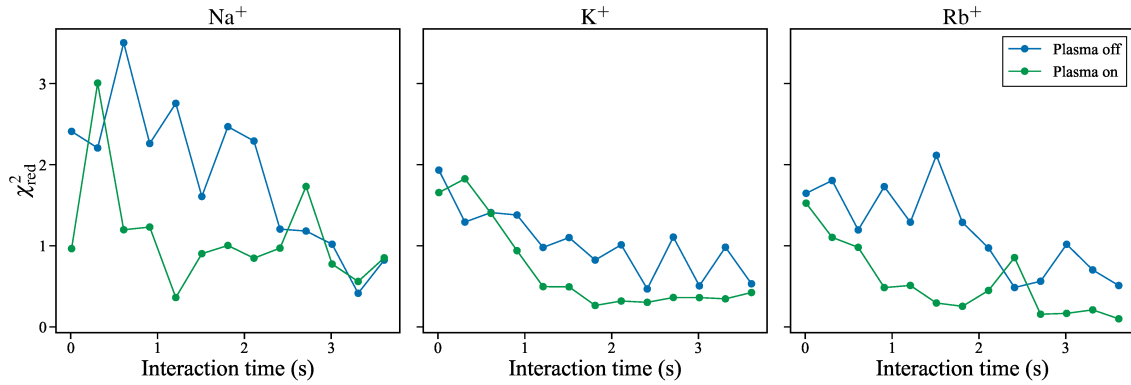 Na⁺
K⁺
Rb⁺
Plasma off
Plasma on
χ²red
3
2
1
0
0 1 2 3
0 1 2 3
0 1 2 3
Interaction time (s)
Interaction time (s)
Interaction time (s)